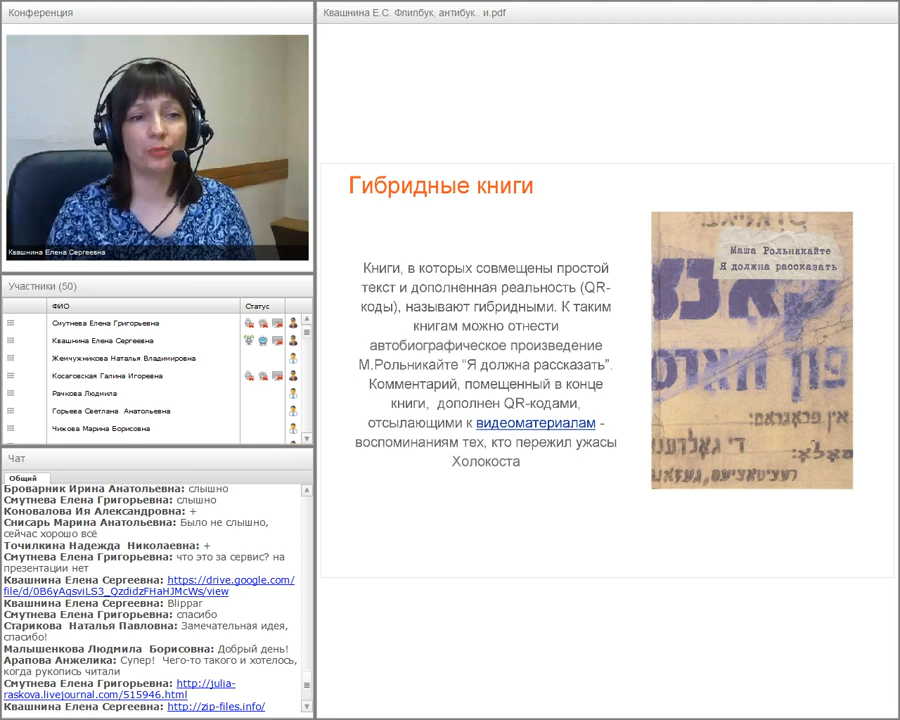 Конференция
Квашнина Елена Сергеевна
Участники (50)
ФИО Статус
Смутнева Елена Григорьевна
Квашнина Елена Сергеевна
Жемчужникова Наталья Владимировна
Косаговская Галина Игоревна
Рачкова Людмила
Горьева Светлана Анатольевна
Чижова Марина Борисовна
Чат
Общий
Броварник Ирина Анатольевна: слышно
Смутнева Елена Григорьевна: слышно
Коновалова Ия Александровна: +
Снисарь Марина Анатольевна: Было не слышно,
сейчас хорошо всё
Точилкина Надежда Николаевна: +
Смутнева Елена Григорьевна: что это за сервис? на
презентации нет
Квашнина Елена Сергеевна: https://drive.google.com/
file/d/0B6yAqsviLS3_QzdidzFHaHJMcWs/view
Квашнина Елена Сергеевна: Blippar
Смутнева Елена Григорьевна: спасибо
Старикова Наталья Павловна: Замечательная идея,
спасибо!
Малышенкова Людмила Борисовна: Добрый день!
Арапова Анжелика: Супер! Чего-то такого и хотелось,
когда рукопись читали
Смутнева Елена Григорьевна: http://julia-
raskova.livejournal.com/515946.html
Квашнина Елена Сергеевна: http://zip-files.info/
Квашнина Е.С. Флипбук, антибук.. и.pdf
Гибридные книги
Книги, в которых совмещены простой
текст и дополненная реальность (QR-
коды), называют гибридными. К таким
книгам можно отнести
автобиографическое произведение
М.Рольникайте “Я должна рассказать”.
Комментарий, помещенный в конце
книги, дополнен QR-кодами,
отсылающими к видеоматериалам -
воспоминаниям тех, кто пережил ужасы
Холокоста
Маша Рольникайте
Я должна рассказать
פון
אין פראגראם:
די